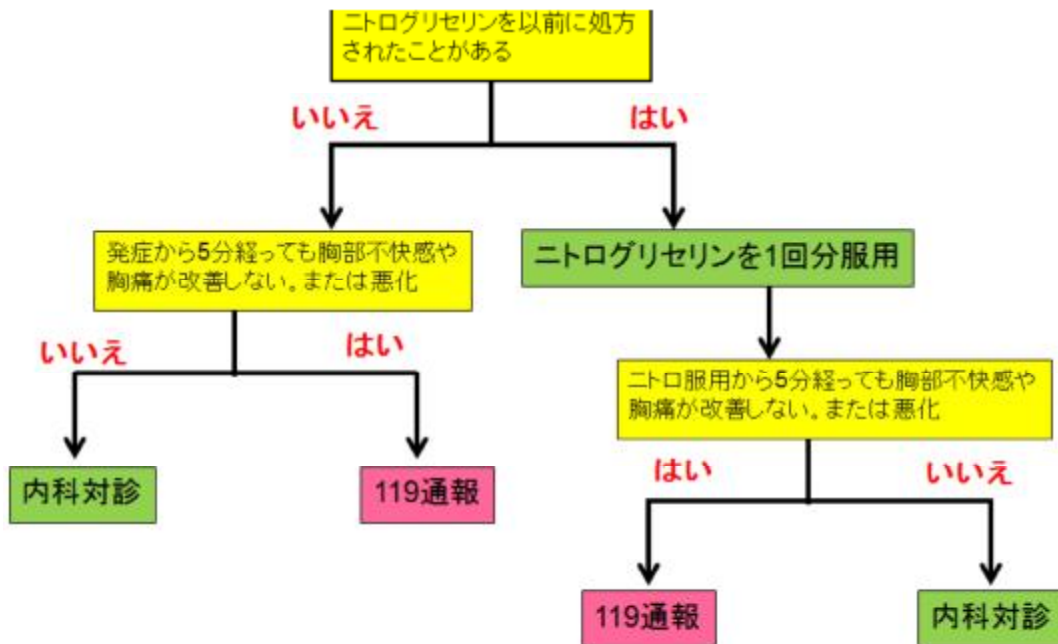 ニトログリセリンを以前に処方
されたことがある
いいえ
はい
発症から5分経っても胸部不快感や
胸痛が改善しない。または悪化
ニトログリセリンを1回分服用
いいえ
はい
ニトロ服用から5分経っても胸部不快感や
胸痛が改善しない。または悪化
内科対診
119通報
はい
いいえ
119通報
内科対診